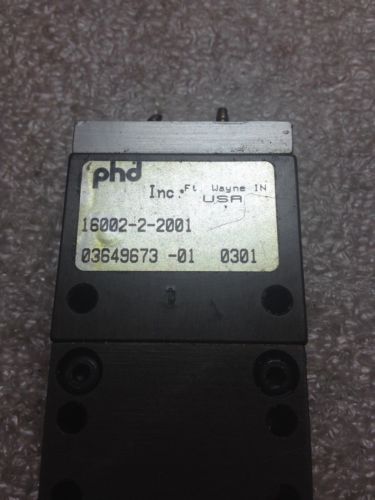 phd
Inc. Ft. Wayne IN
USA
16002-2-2001
03649673 -01 0301